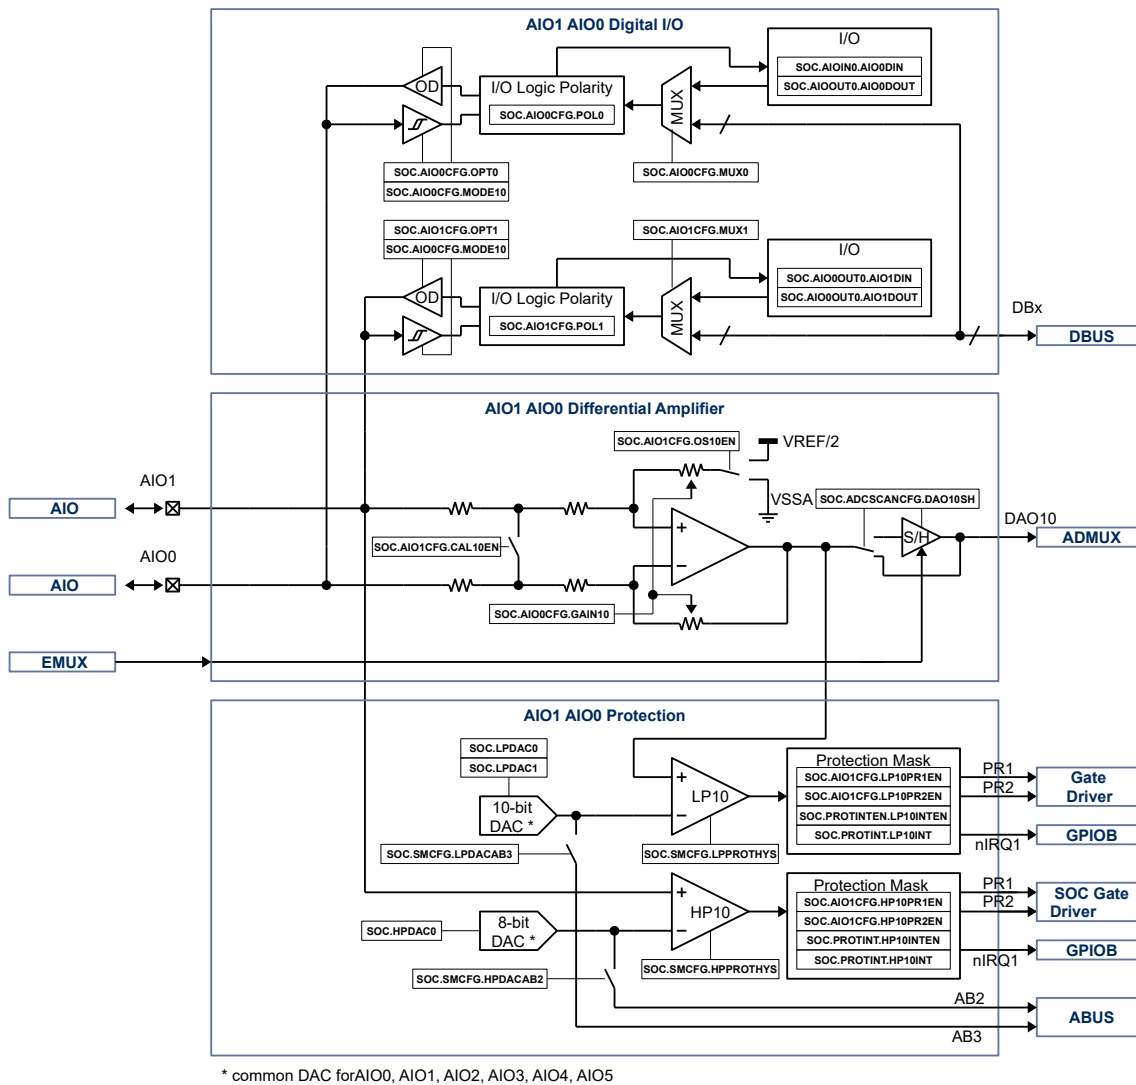 AIO1 AIO0 Digital I/O
I/O
SOC.AIOIN0.AIO0DIN
SOC.AIOOUT0.AIO0DOUT
OD
I/O Logic Polarity
SOC.AIO0CFG.POL0
MUX
SOC.AIO0CFG.OPT0
SOC.AIO0CFG.MODE10
SOC.AIO0CFG.MUX0
SOC.AIO1CFG.OPT1
SOC.AIO0CFG.MODE10
SOC.AIO1CFG.MUX1
I/O
SOC.AIO0OUT0.AIO1DIN
SOC.AIO0OUT0.AIO1DOUT
OD
I/O Logic Polarity
SOC.AIO1CFG.POL1
MUX
DBx
DBUS
AIO1 AIO0 Differential Amplifier
SOC.AIO1CFG.OS10EN
VREF/2
VSSA
SOC.ADCSCANCFG.DAO10SH
AIO1
AIO
S/H
DAO10
ADMUX
SOC.AIO1CFG.CAL10EN
+
−
AIO0
AIO
SOC.AIO0CFG.GAIN10
EMUX
AIO1 AIO0 Protection
SOC.LPDAC0
SOC.LPDAC1
10-bit
DAC *
+
LP10
−
Protection Mask
SOC.AIO1CFG.LP10PR1EN
SOC.AIO1CFG.LP10PR2EN
SOC.PROTINTEN.LP10INTEN
SOC.PROTINT.LP10INT
PR1
PR2
Gate
Driver
nIRQ1
GPIOB
SOC.SMCFG.LPDACAB3
SOC.SMCFG.LPPROTHYS
SOC.HPDAC0
8-bit
DAC *
+
HP10
−
Protection Mask
SOC.AIO1CFG.HP10PR1EN
SOC.AIO1CFG.HP10PR2EN
SOC.PROTINT.HP10INTEN
SOC.PROTINT.HP10INT
PR1
PR2
SOC Gate
Driver
nIRQ1
GPIOB
SOC.SMCFG.HPDACAB2
SOC.SMCFG.HPPROTHYS
AB2
AB3
ABUS
* common DAC forAIO0, AIO1, AIO2, AIO3, AIO4, AIO5